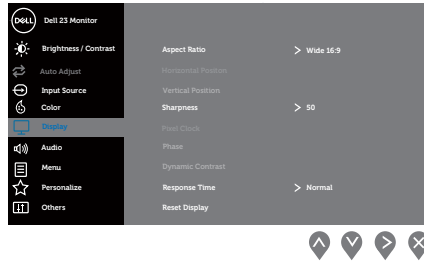 DELL
Dell 23 Monitor
Brightness / Contrast
Aspect Ratio
Wide 16:9
Auto Adjust
Horizontal Position
Input Source
Vertical Position
Color
Sharpness
50
Display
Pixel Clock
Audio
Phase
Menu
Dynamic Contrast
Personalize
Response Time
Normal
Others
Reset Display